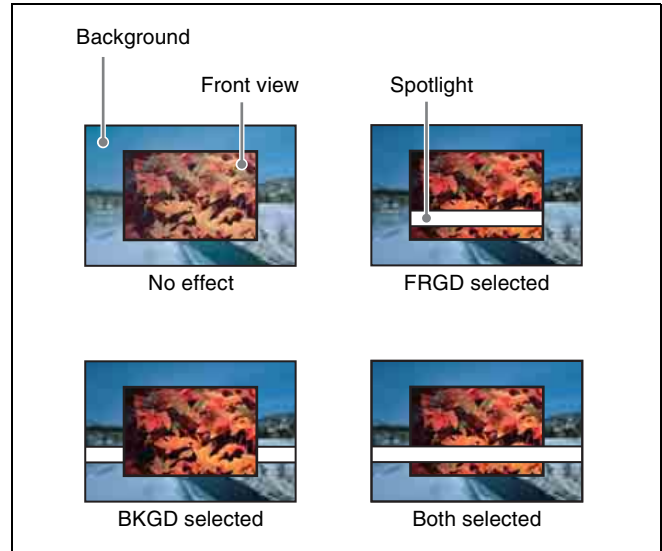 Background
Front view
Spotlight
No effect
FRGD selected
BKGD selected
Both selected